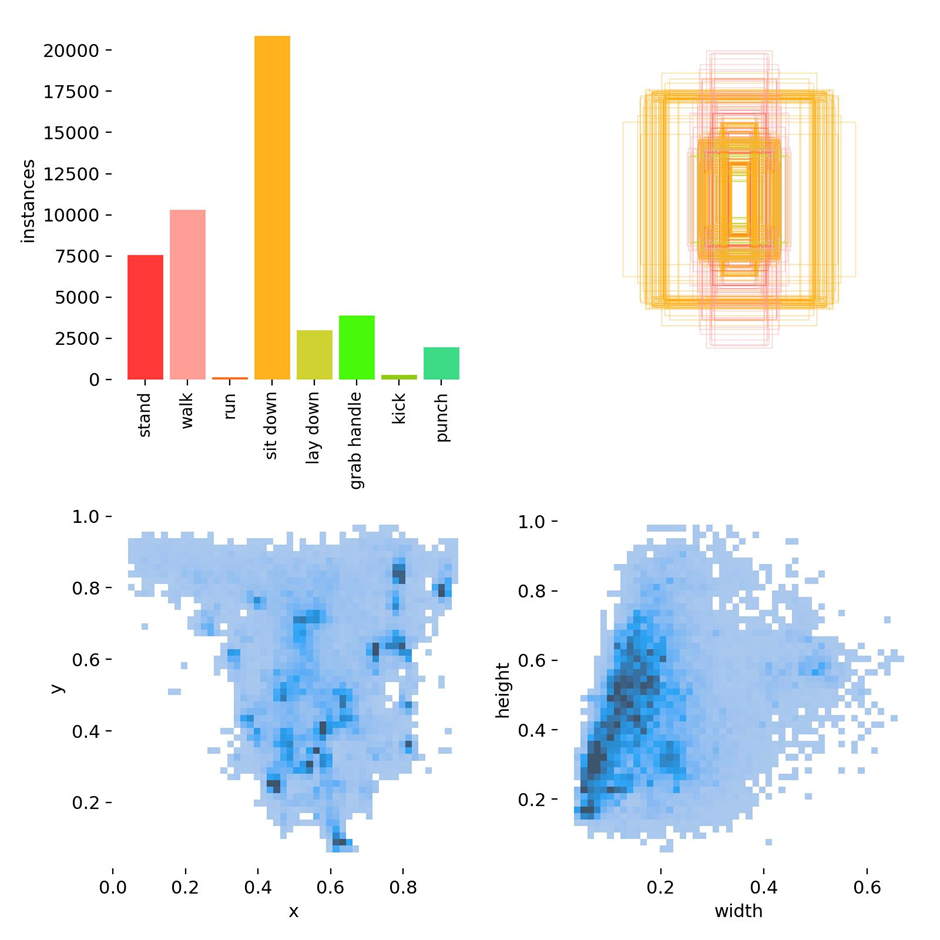 20000
17500
15000
12500
10000
7500
5000
2500
0
instances
stand
walk
run
sit down
lay down
grab handle
kick
punch
1.0
0.8
0.6
0.4
0.2
y
0.0 0.2 0.4 0.6 0.8
x
1.0
0.8
0.6
0.4
0.2
height
0.2 0.4 0.6
width